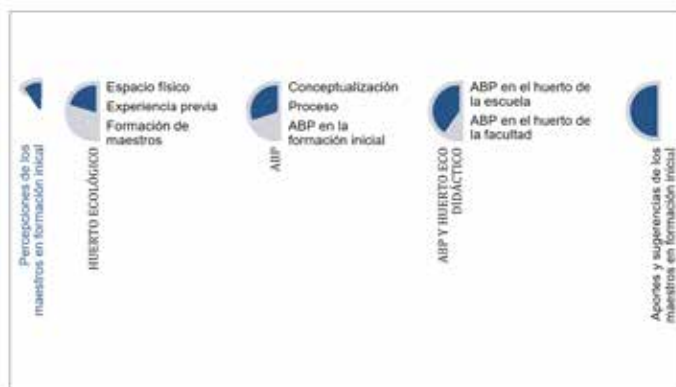 Percepciones de los
maestros en formación inical
HUERTO ECOLÓGICO
Espacio físico
Experiencia previa
Formación de
maestros
ABP
Conceptualización
Proceso
ABP en la
formación inicial
ABP Y HUERTO ECO
DIDÁCTICO
ABP en el huerto de
la escuela
ABP en el huerto de
la facultad
Aportes y sugerencias de los
maestros en formación inicial